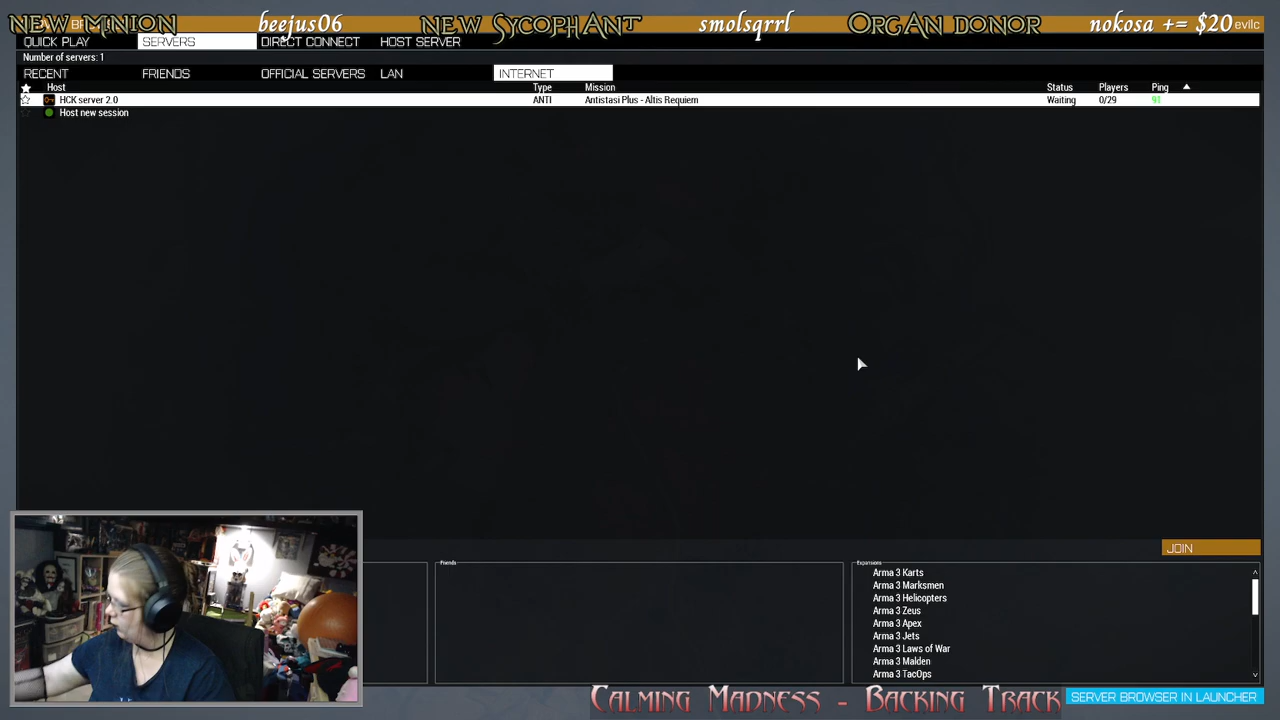 NEW MINION beejus06 NEW SYCOPHANT smolsqrrl ORGAN DONOR nokosa += $20 evilc
QUICK PLAY SERVERS DIRECT CONNECT HOST SERVER
Number of servers: 1
RECENT FRIENDS OFFICIAL SERVERS LAN INTERNET
Host Type Mission Status Players Ping
HCK server 2.0 ANTI Antistasi Plus - Altis Requiem Waiting 0/29 91
Host new session
JOIN
Friends
Expansions
Arma 3 Karts
Arma 3 Marksmen
Arma 3 Helicopters
Arma 3 Zeus
Arma 3 Apex
Arma 3 Jets
Arma 3 Laws of War
Arma 3 Malden
Arma 3 TacOps
CALMING MADNESS - BACKING TRACK
SERVER BROWSER IN LAUNCHER